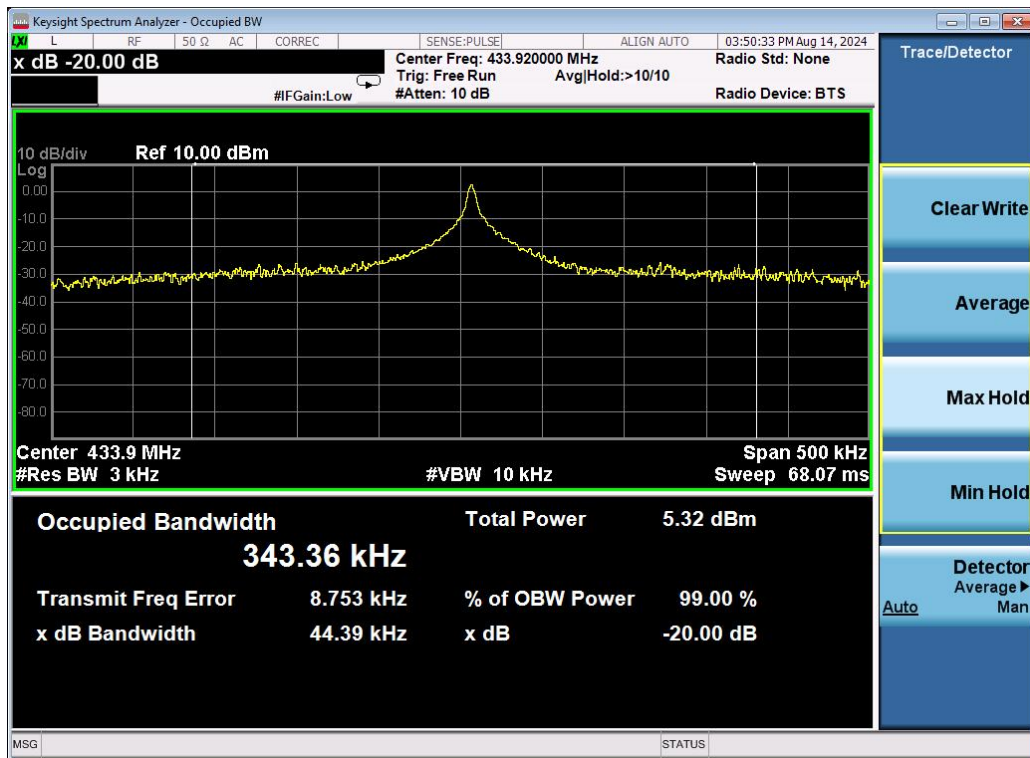 Keysight Spectrum Analyzer - Occupied BW
LXI L RF 50 Ω AC CORREC SENSE:PULSE ALIGN AUTO 03:50:33 PM Aug 14, 2024
x dB -20.00 dB
Center Freq: 433.920000 MHz
Radio Std: None
Trig: Free Run Avg|Hold:>10/10
#IFGain:Low
#Atten: 10 dB
Radio Device: BTS
10 dB/div Ref 10.00 dBm
Log
0.00
-10.0
-20.0
-30.0
-40.0
-50.0
-60.0
-70.0
-80.0
Center 433.9 MHz Span 500 kHz
#Res BW 3 kHz #VBW 10 kHz Sweep 68.07 ms
Occupied Bandwidth Total Power 5.32 dBm
343.36 kHz
Transmit Freq Error 8.753 kHz % of OBW Power 99.00 %
x dB Bandwidth 44.39 kHz x dB -20.00 dB
MSG STATUS
Trace/Detector
Clear Write
Average
Max Hold
Min Hold
Detector
Average ▶
Auto Man